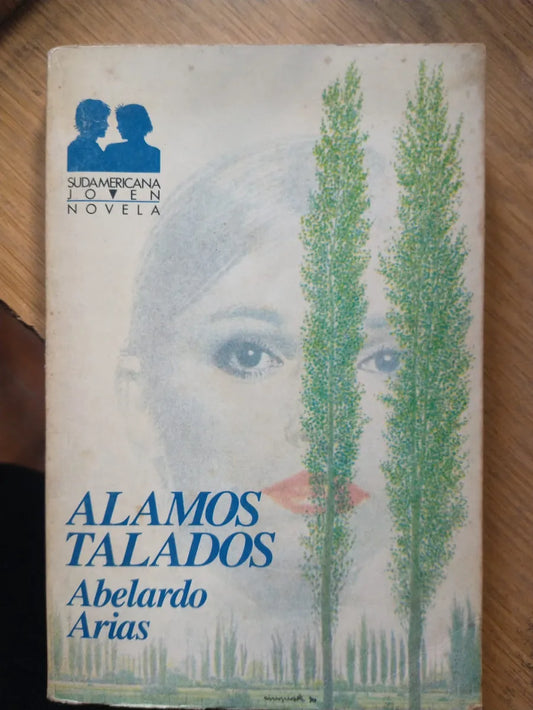 SUDAMERICANA
JOVEN
NOVELA
ALAMOS
TALADOS
Abelardo
Arias